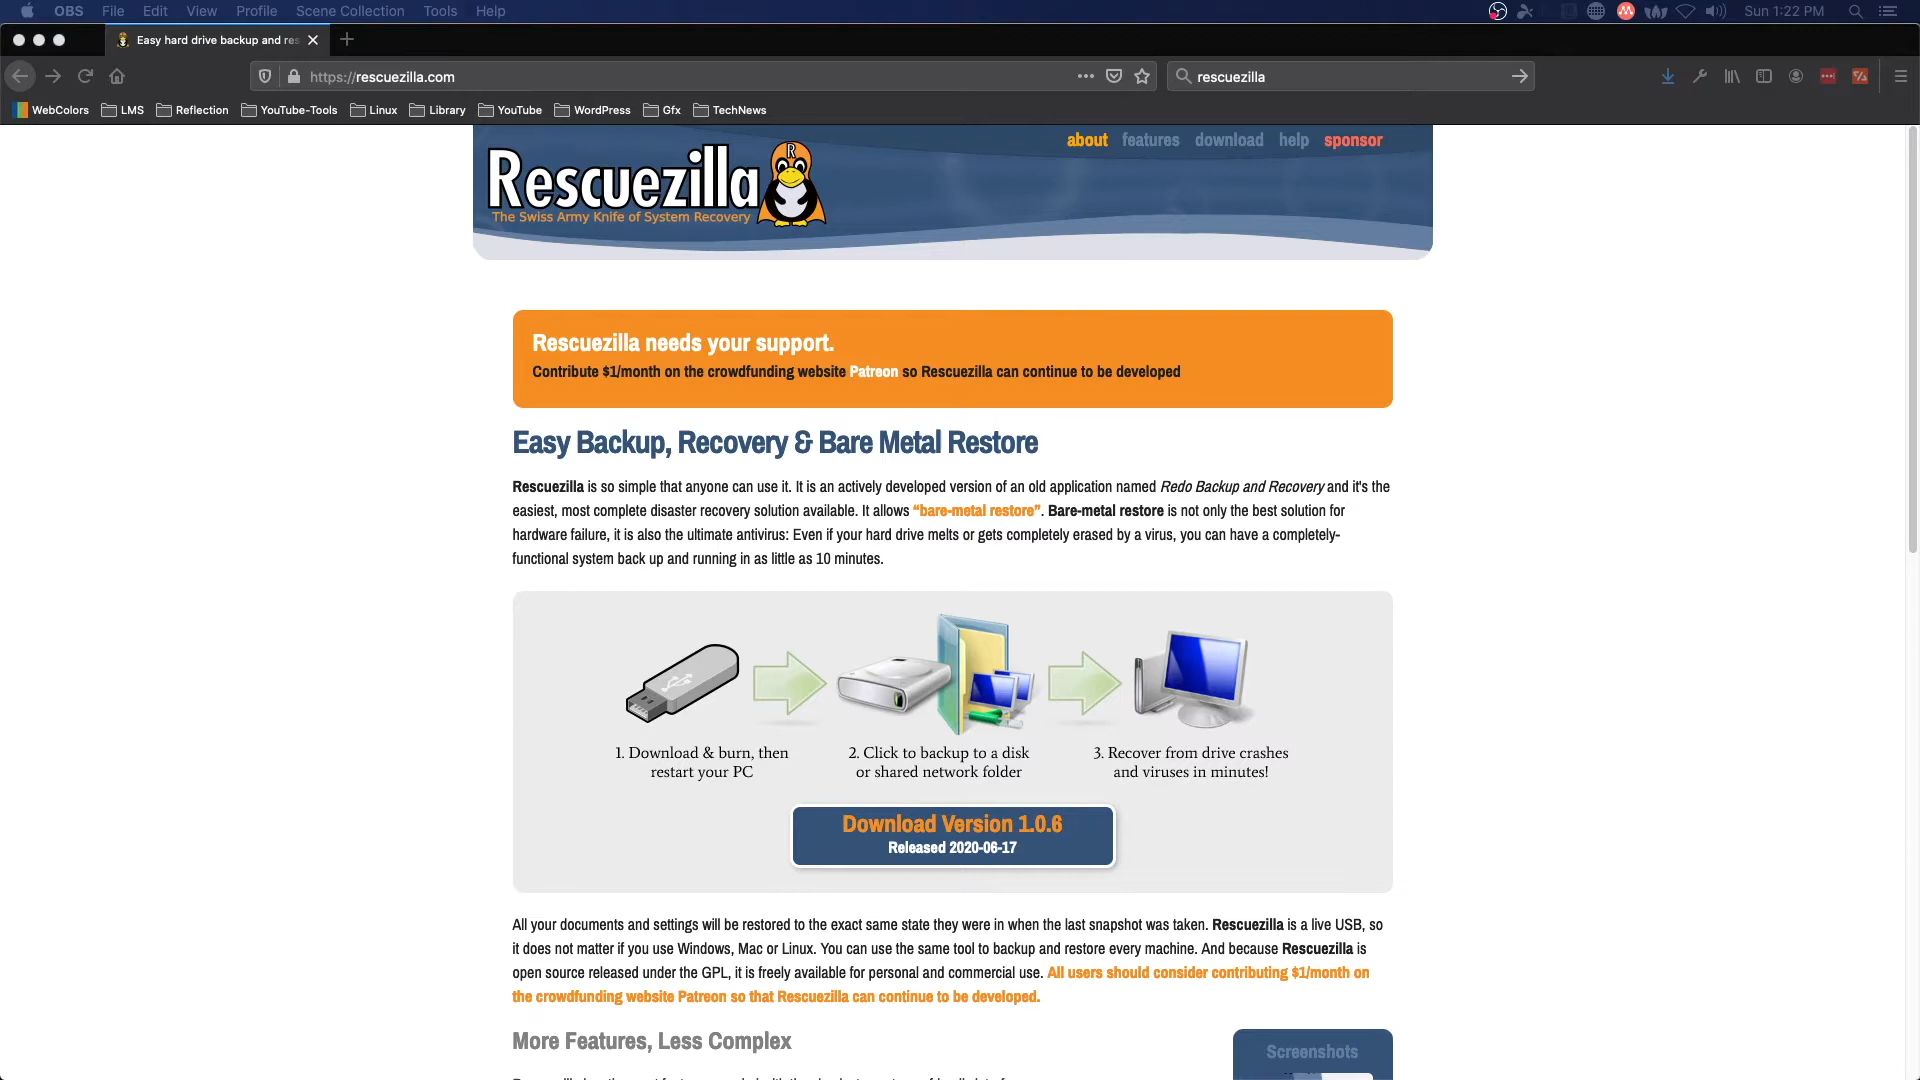 OBS File Edit View Profile Scene Collection Tools Help Sun 1:22 PM
Easy hard drive backup and res
https://rescuezilla.com rescuezilla
WebColors LMS Reflection YouTube-Tools Linux Library YouTube WordPress Gfx TechNews
about features download help sponsor
R
Rescuezilla
The Swiss Army Knife of System Recovery
Rescuezilla needs your support.
Contribute $1/month on the crowdfunding website Patreon so Rescuezilla can continue to be developed
Easy Backup, Recovery & Bare Metal Restore
Rescuezilla is so simple that anyone can use it. It is an actively developed version of an old application named Redo Backup and Recovery and it's the
easiest, most complete disaster recovery solution available. It allows “bare-metal restore”. Bare-metal restore is not only the best solution for
hardware failure, it is also the ultimate antivirus: Even if your hard drive melts or gets completely erased by a virus, you can have a completely-
functional system back up and running in as little as 10 minutes.
1. Download & burn, then
restart your PC
2. Click to backup to a disk
or shared network folder
3. Recover from drive crashes
and viruses in minutes!
Download Version 1.0.6
Released 2020-06-17
All your documents and settings will be restored to the exact same state they were in when the last snapshot was taken. Rescuezilla is a live USB, so
it does not matter if you use Windows, Mac or Linux. You can use the same tool to backup and restore every machine. And because Rescuezilla is
open source released under the GPL, it is freely available for personal and commercial use. All users should consider contributing $1/month on
the crowdfunding website Patreon so that Rescuezilla can continue to be developed.
More Features, Less Complex
Screenshots